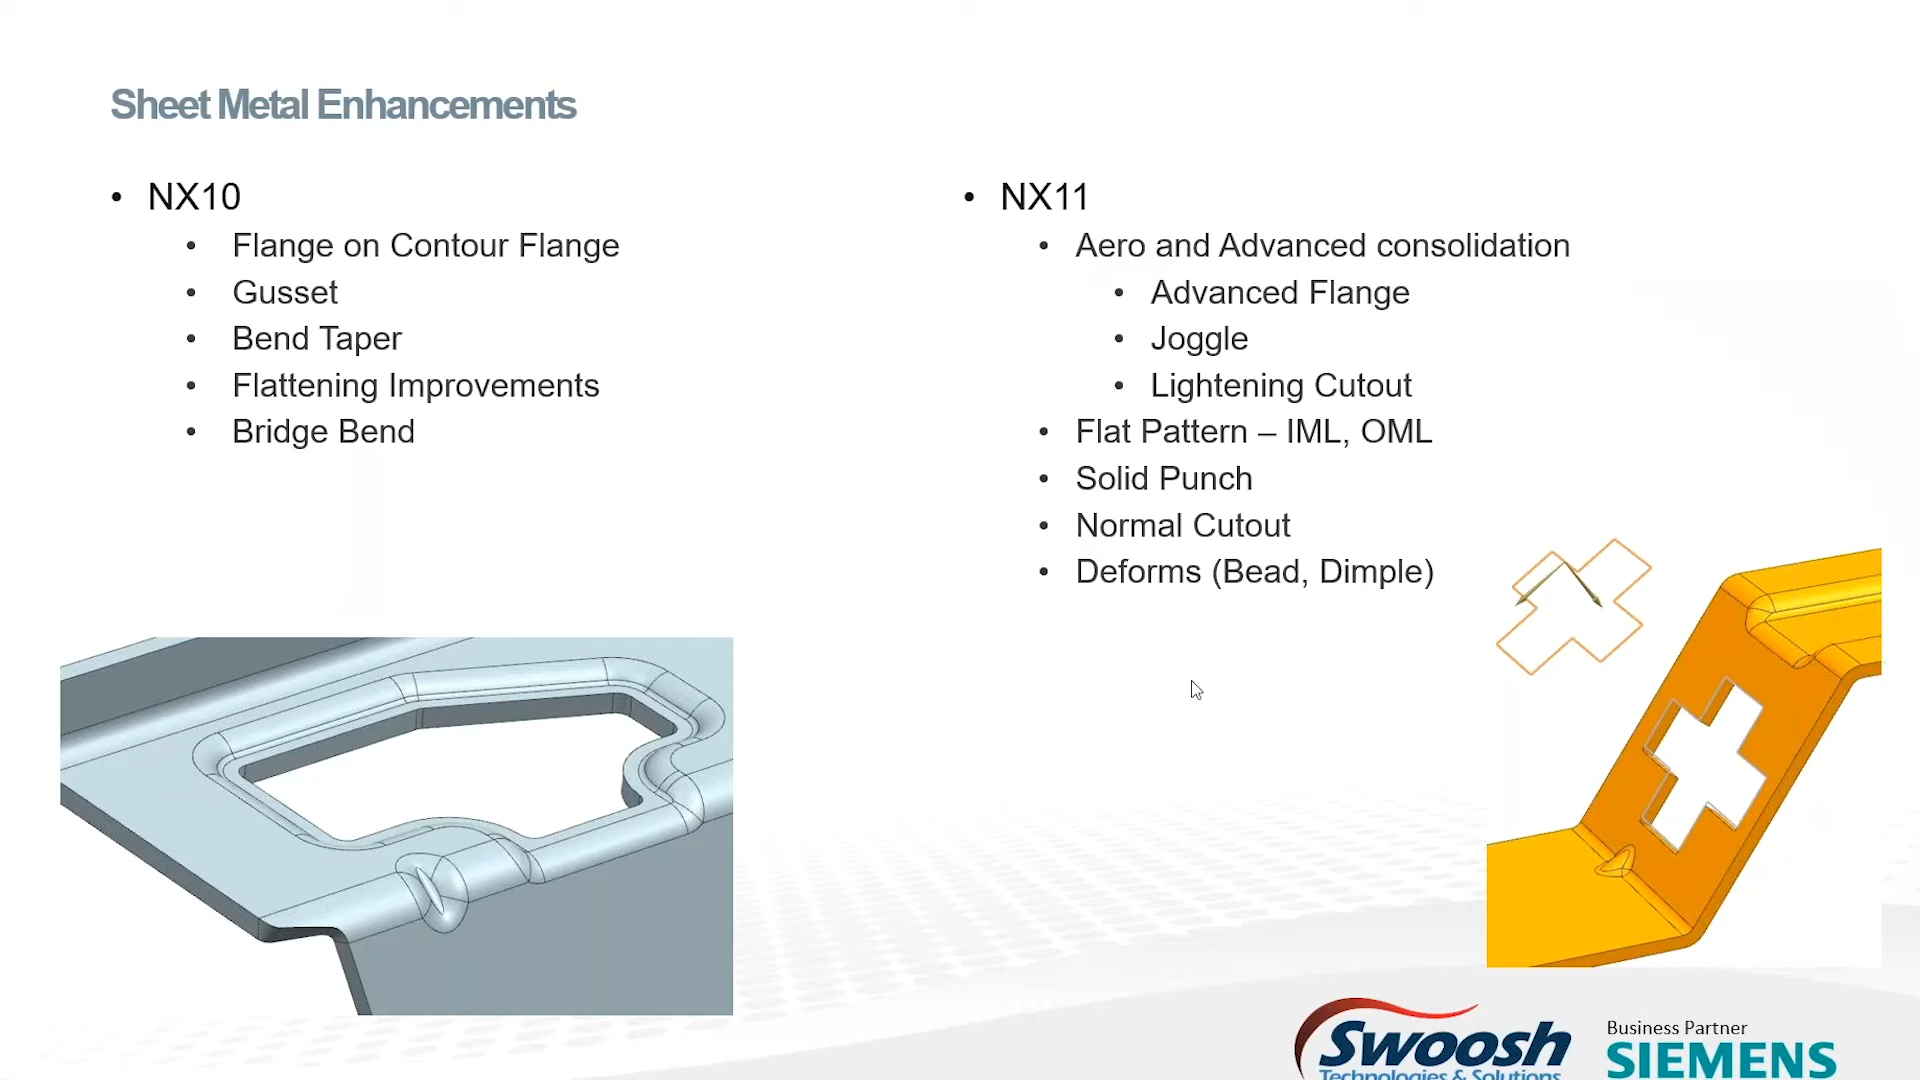 Sheet Metal Enhancements
• NX10
• Flange on Contour Flange
• Gusset
• Bend Taper
• Flattening Improvements
• Bridge Bend
• NX11
• Aero and Advanced consolidation
• Advanced Flange
• Joggle
• Lightening Cutout
• Flat Pattern – IML, OML
• Solid Punch
• Normal Cutout
• Deforms (Bead, Dimple)
Swoosh
Technologies & Solutions
Business Partner
SIEMENS